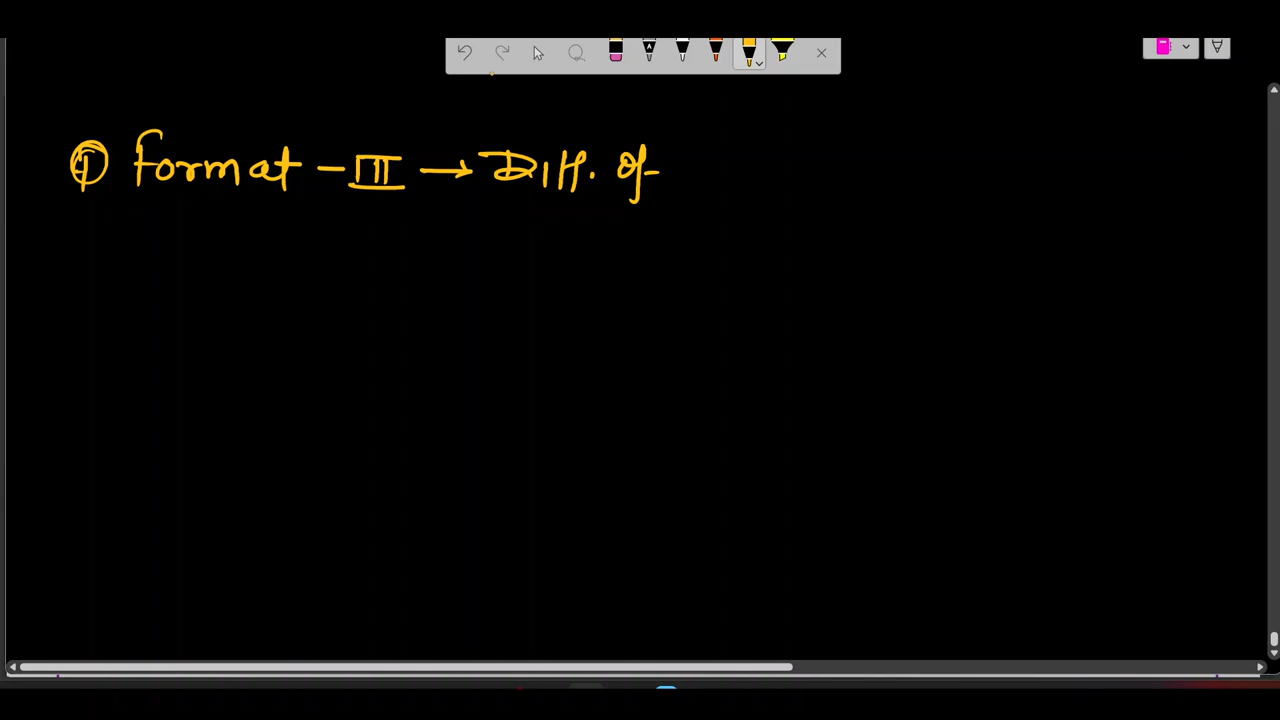 ① Format - III → Diff. of